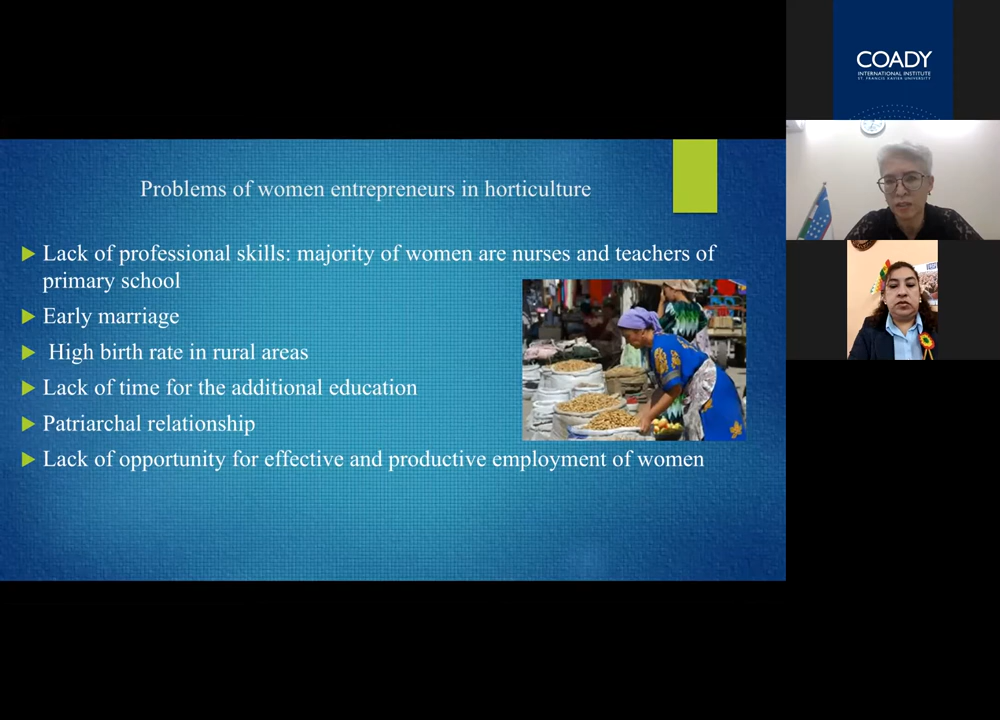 COADY
INTERNATIONAL INSTITUTE
ST. FRANCIS XAVIER UNIVERSITY
Problems of women entrepreneurs in horticulture
Lack of professional skills: majority of women are nurses and teachers of
primary school
Early marriage
High birth rate in rural areas
Lack of time for the additional education
Patriarchal relationship
Lack of opportunity for effective and productive employment of women